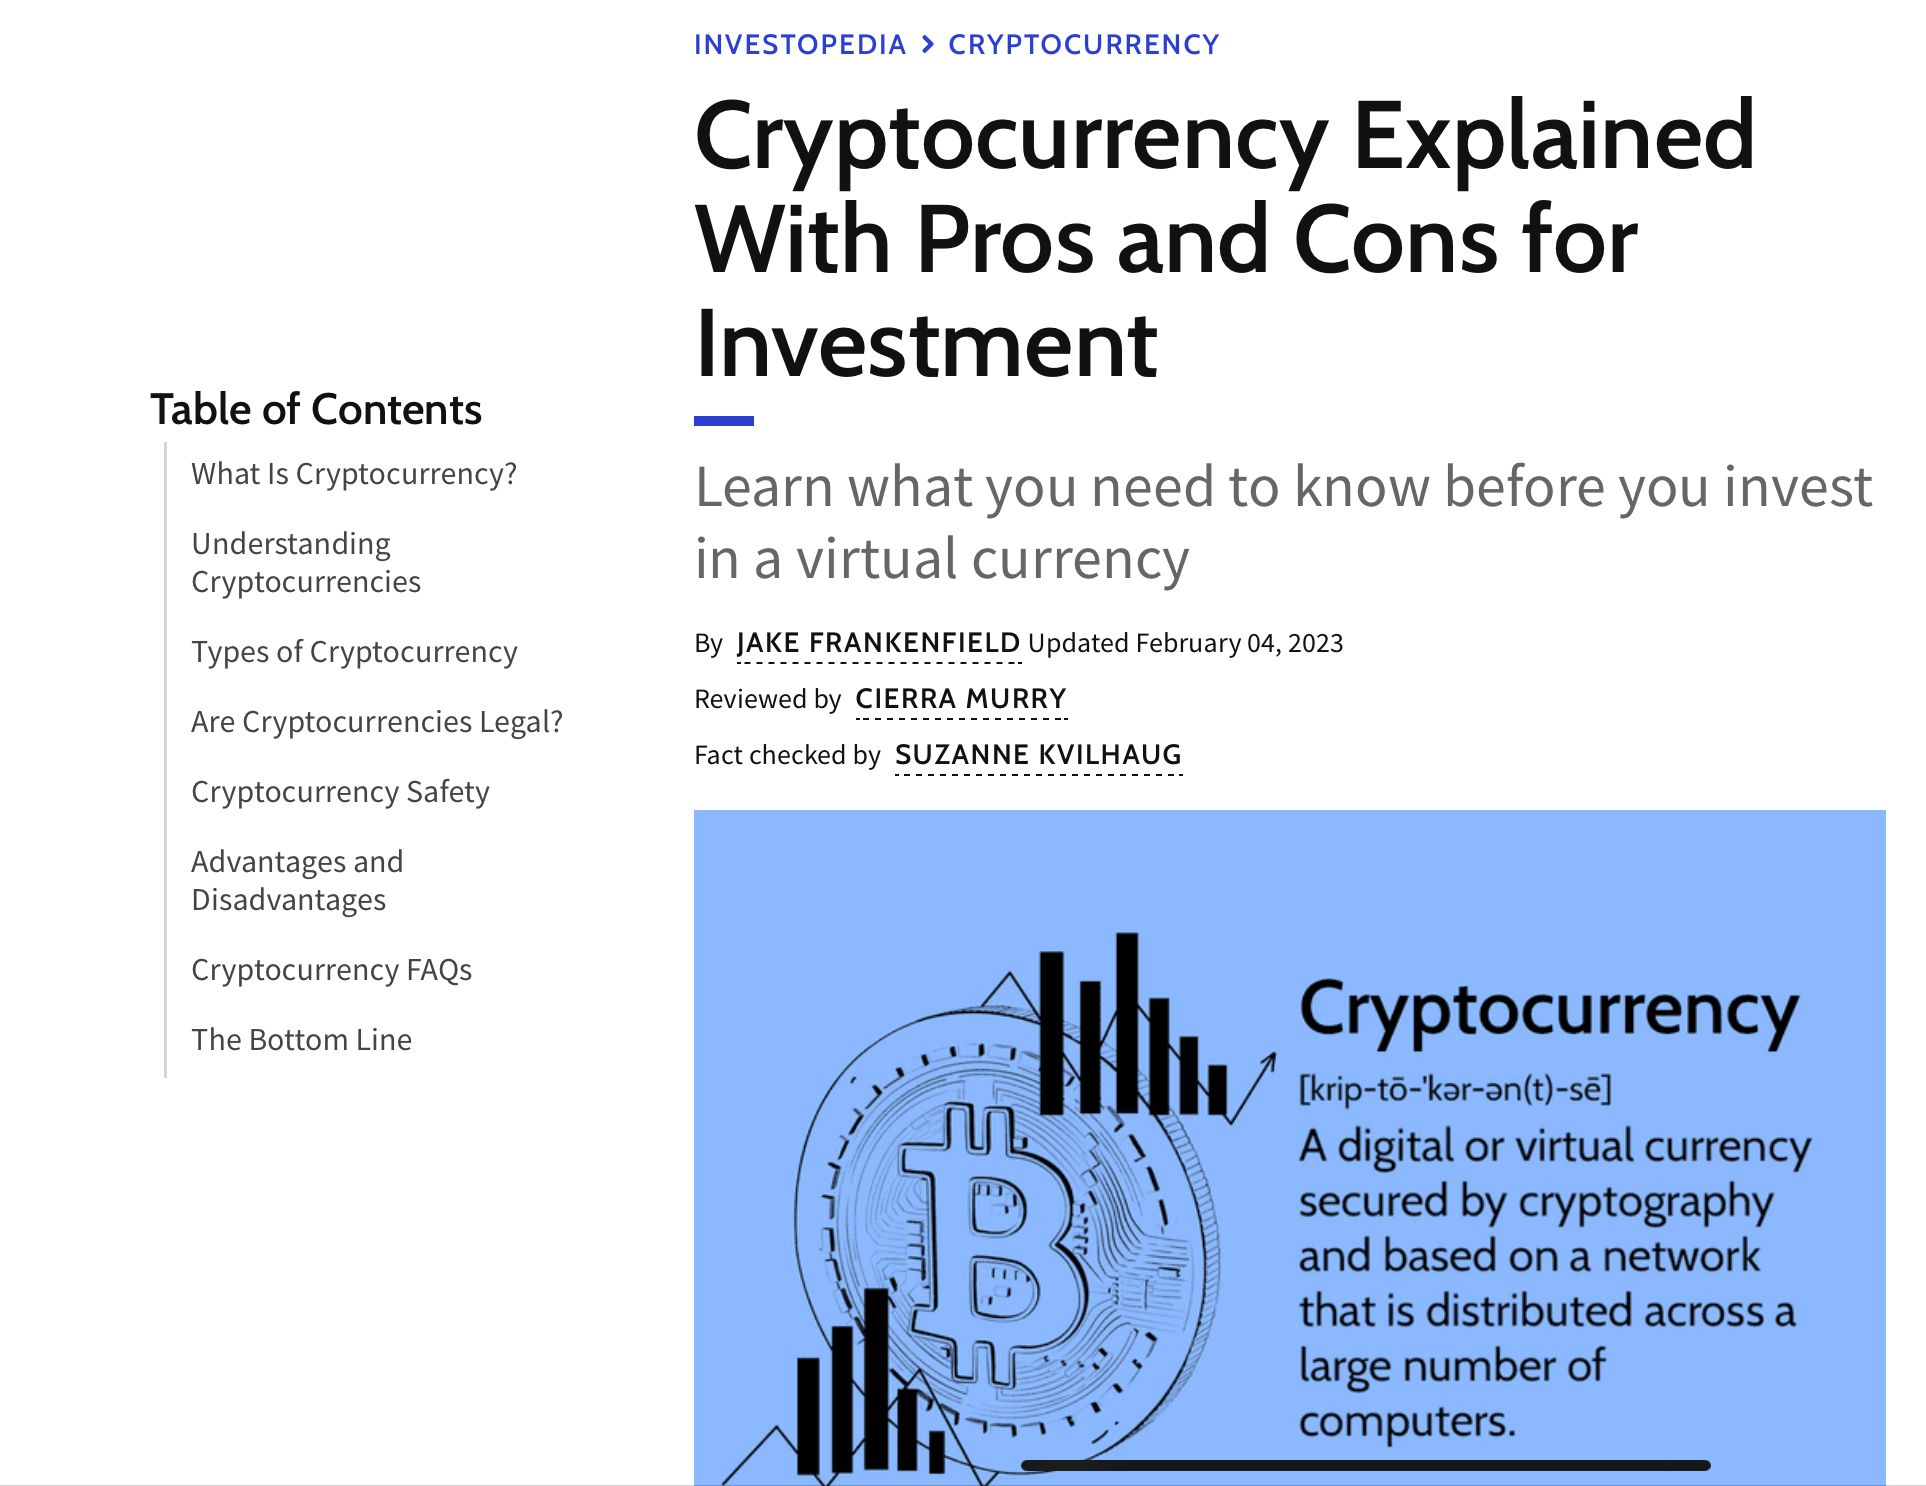 INVESTOPEDIA > CRYPTOCURRENCY
Cryptocurrency Explained
With Pros and Cons for
Investment
Learn what you need to know before you invest
in a virtual currency
By JAKE FRANKENFIELD Updated February 04, 2023
Reviewed by CIERRA MURRY
Fact checked by SUZANNE KVILHAUG
Table of Contents
What Is Cryptocurrency?
Understanding
Cryptocurrencies
Types of Cryptocurrency
Are Cryptocurrencies Legal?
Cryptocurrency Safety
Advantages and
Disadvantages
Cryptocurrency FAQs
The Bottom Line
Cryptocurrency
[krip-tō-'kər-ən(t)-sē]
A digital or virtual currency
secured by cryptography
and based on a network
that is distributed across a
large number of
computers.